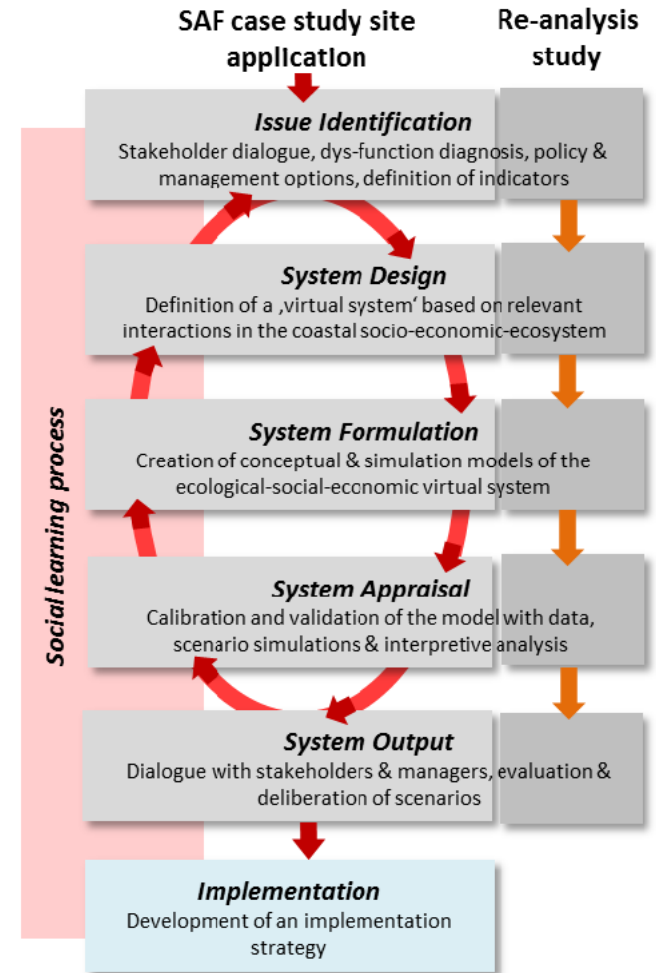 SAF case study site
application
Re-analysis
study
Issue Identification
Stakeholder dialogue, dys-function diagnosis, policy &
management options, definition of indicators
System Design
Definition of a ‚virtual system‘ based on relevant
interactions in the coastal socio-economic-ecosystem
System Formulation
Creation of conceptual & simulation models of the
ecological-social-economic virtual system
System Appraisal
Calibration and validation of the model with data,
scenario simulations & interpretive analysis
System Output
Dialogue with stakeholders & managers, evaluation &
deliberation of scenarios
Implementation
Development of an implementation
strategy
Social learning process